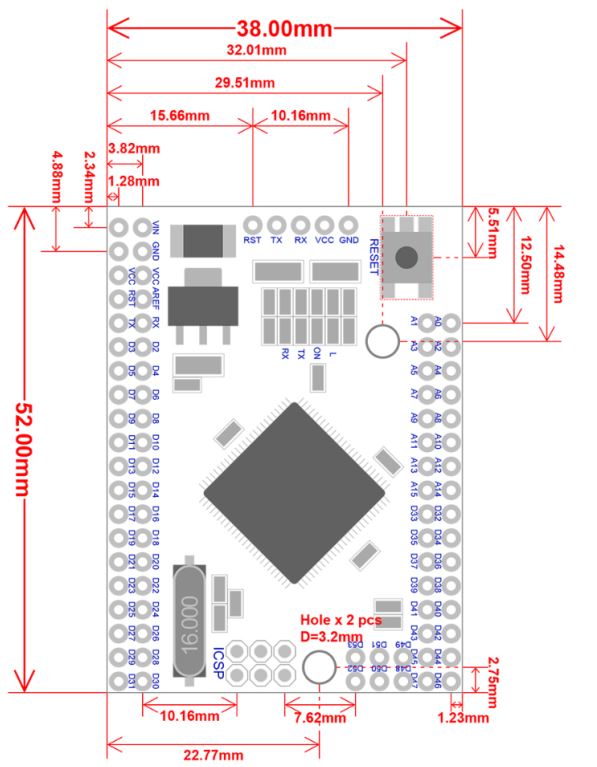 38.00mm
32.01mm
29.51mm
15.66mm 10.16mm
3.82mm
1.28mm
4.88mm
2.34mm
5.51mm
12.50mm
14.48mm
52.00mm
RST TX RX VCC GND
RESET
VIN
GND
VCC VCC
RST AREF
TX RX
D3 D2
D5 D4
D7 D6
D9 D8
D11 D10
D13 D12
D15 D14
D17 D16
D19 D18
D21 D20
D23 D22
D25 D24
D27 D26
D29 D28
D31 D30
RX TX ON L
A1 A0
A3 A2
A5 A4
A7 A6
A9 A8
A11 A10
A13 A12
A15 A14
D33 D32
D35 D34
D37 D36
D39 D38
D41 D40
D43 D42
D45 D44
D47 D46
16.000
ICSP
Hole x 2 pcs
D=3.2mm
D53 D51 D49
D52 D50 D48
2.75mm
10.16mm 7.62mm 1.23mm
22.77mm